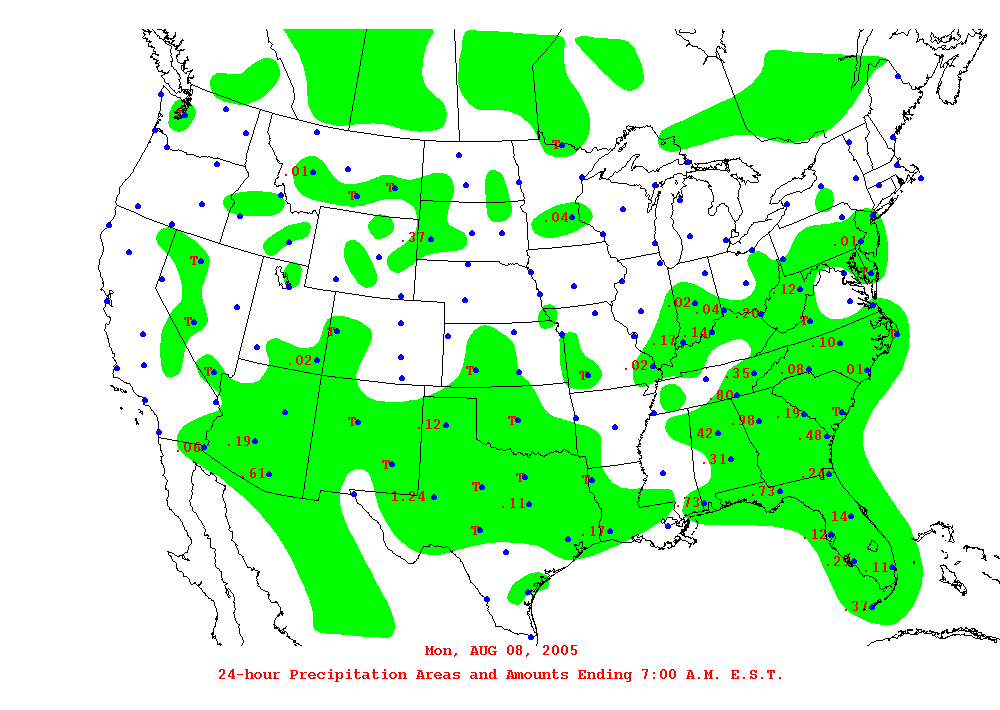 T
.01
T
T
.04
.37
.01
T
T
.12
T
.02
.04
.20
T
T
T
.14
.17
.10
.02
.02
T
T
T
.35
.08
.01
.80
.12
T
T
.98
.19
T
.42
.48
.19
.06
.31
T
.61
T
T
T
.24
1.24
.11
.73
.73
.14
T
.17
.12
.11
.37
Mon, AUG 08, 2005
24-hour Precipitation Areas and Amounts Ending 7:00 A.M. E.S.T.